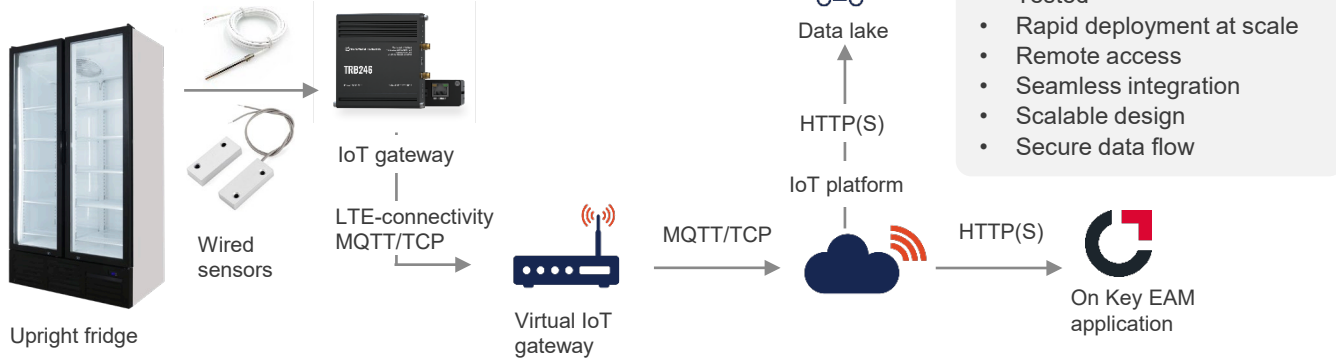 Tested
• Rapid deployment at scale
• Remote access
• Seamless integration
• Scalable design
• Secure data flow
Data lake
HTTP(S)
IoT platform
TRB246
IoT gateway
LTE-connectivity
MQTT/TCP
Wired
sensors
Upright fridge
Virtual IoT
gateway
MQTT/TCP
HTTP(S)
On Key EAM
application